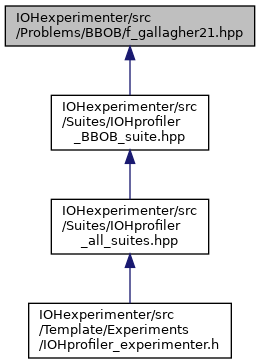 IOHexperimenter/src
/Problems/BBOB/f_gallagher21.hpp
IOHexperimenter/src
/Suites/IOHprofiler
_BBOB_suite.hpp
IOHexperimenter/src
/Suites/IOHprofiler
_all_suites.hpp
IOHexperimenter/src
/Template/Experiments
/IOHprofiler_experimenter.h